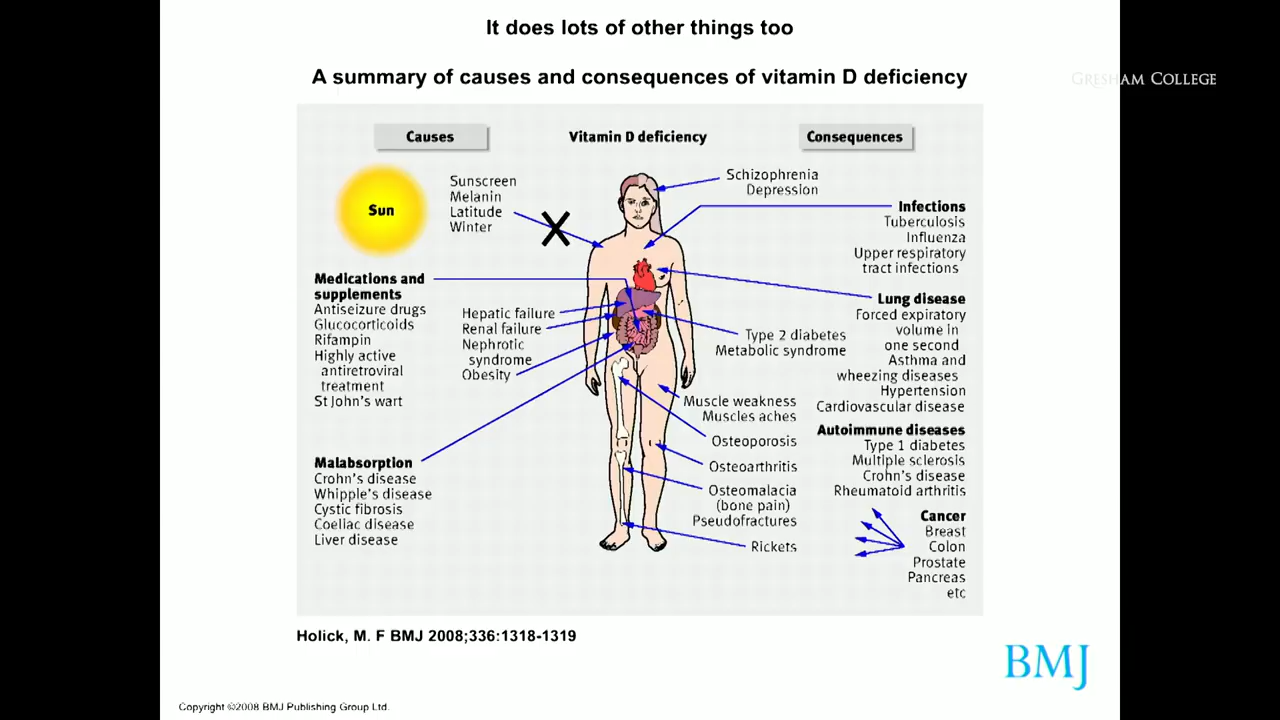 It does lots of other things too
A summary of causes and consequences of vitamin D deficiency
GRESHAM COLLEGE
Causes
Vitamin D deficiency
Consequences
Sun
Sunscreen
Melanin
Latitude
Winter
Medications and
supplements
Antiseizure drugs
Glucocorticoids
Rifampin
Highly active
antiretroviral
treatment
St John's wart
Hepatic failure
Renal failure
Nephrotic
syndrome
Obesity
Malabsorption
Crohn's disease
Whipple's disease
Cystic fibrosis
Coeliac disease
Liver disease
Schizophrenia
Depression
Infections
Tuberculosis
Influenza
Upper respiratory
tract infections
Lung disease
Forced expiratory
volume in
one second
Asthma and
wheezing diseases
Hypertension
Cardiovascular disease
Type 2 diabetes
Metabolic syndrome
Muscle weakness
Muscles aches
Osteoporosis
Osteoarthritis
Osteomalacia
(bone pain)
Pseudofractures
Rickets
Autoimmune diseases
Type 1 diabetes
Multiple sclerosis
Crohn's disease
Rheumatoid arthritis
Cancer
Breast
Colon
Prostate
Pancreas
etc
Holick, M. F BMJ 2008;336:1318-1319
BMJ
Copyright ©2008 BMJ Publishing Group Ltd.